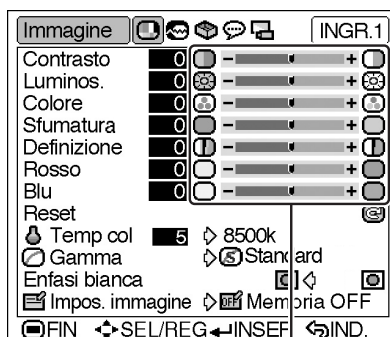 Immagine INGR.1
Contrasto 0 - +
Luminos. 0 - +
Colore 0 - +
Sfumatura 0 - +
Definizione 0 - +
Rosso 0 - +
Blu 0 - +
Reset
Temp col 5 8500k
Gamma S Standard
Enfasi bianca
Impos. immagine OFF Memoria OFF
FIN SEL/REG INSER IND.